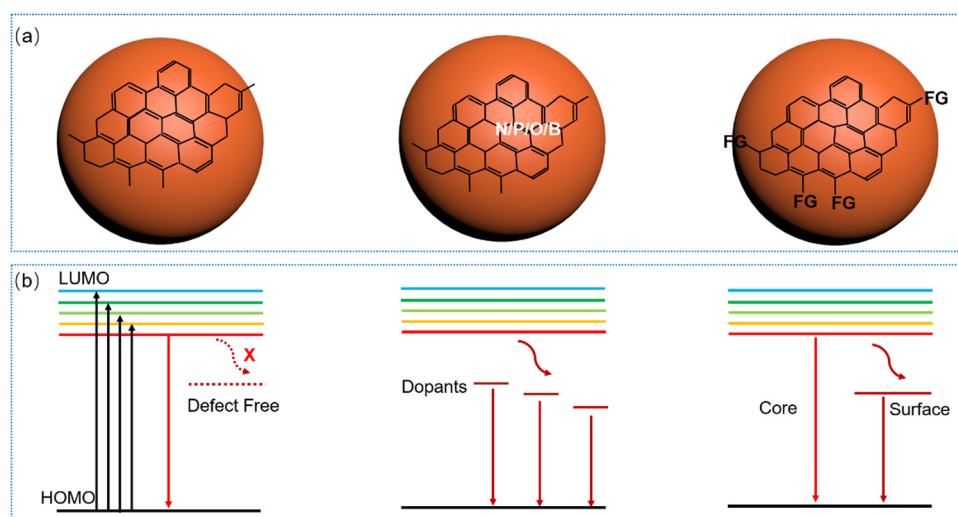 (a)
N/P/O/B
FG
FG
FG
FG
(b)
LUMO
X
Defect Free
HOMO
Dopants
Core
Surface